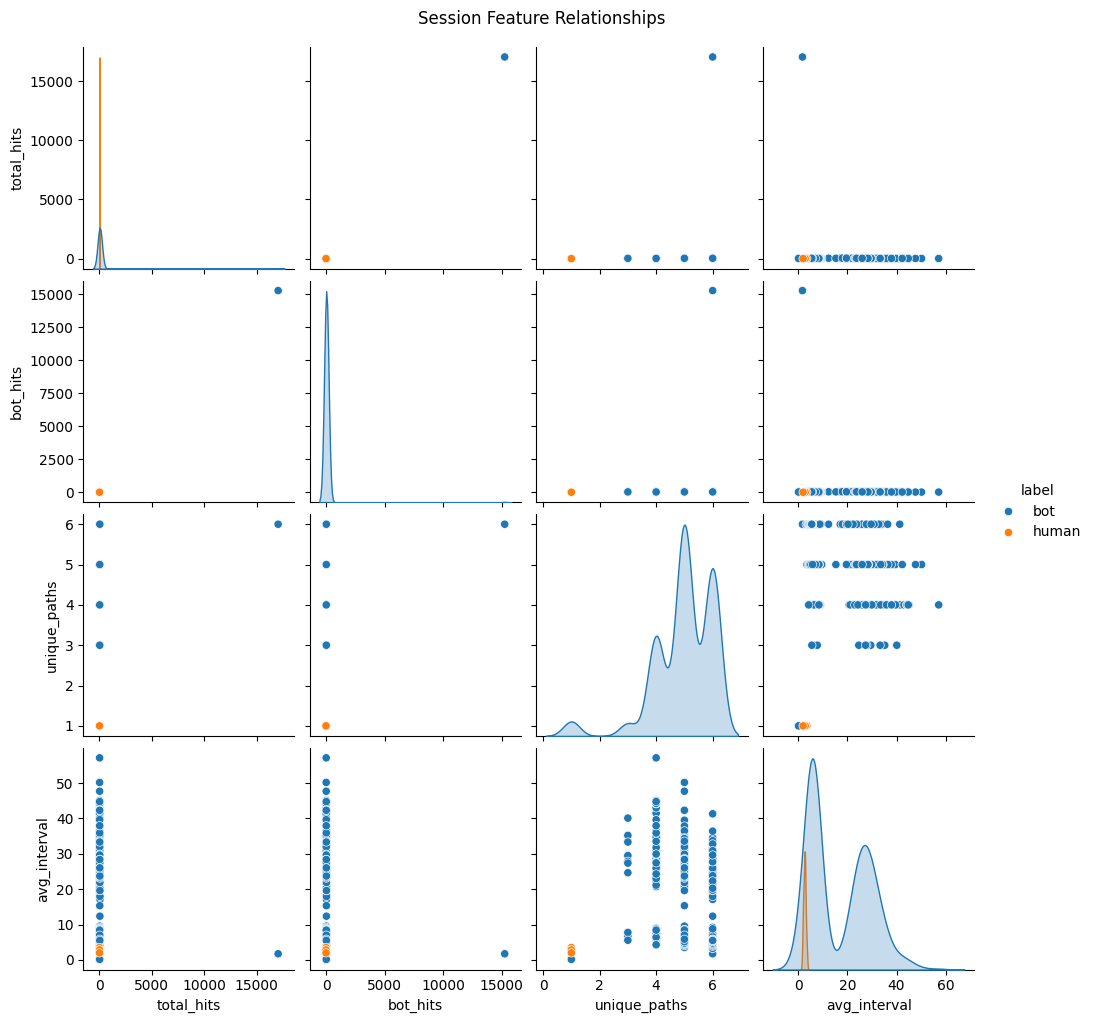 Session Feature Relationships
15000
10000
5000
0
total_hits
15000
12500
10000
7500
5000
2500
0
bot_hits
label
bot
human
6
5
4
3
2
1
unique_paths
50
40
30
20
10
0
avg_interval
0 5000 10000 15000
0 5000 10000 15000
0 2 4 6
0 20 40 60
total_hits
bot_hits
unique_paths
avg_interval